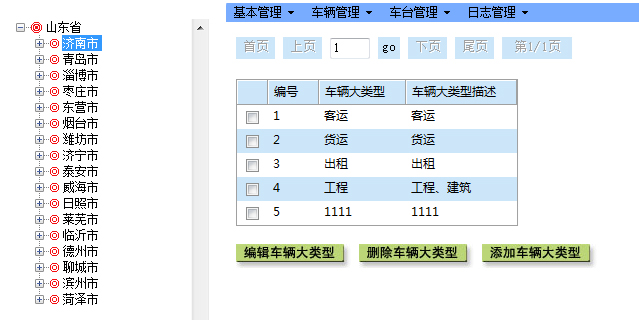 山东省
济南市
青岛市
淄博市
枣庄市
东营市
烟台市
潍坊市
济宁市
泰安市
威海市
日照市
莱芜市
临沂市
德州市
聊城市
滨州市
菏泽市
基本管理 车辆管理 车台管理 日志管理
首页 上页 1 go 下页 尾页 第1/1页
编号 车辆大类型 车辆大类型描述
1 客运 客运
2 货运 货运
3 出租 出租
4 工程 工程、建筑
5 1111 1111
编辑车辆大类型 删除车辆大类型 添加车辆大类型